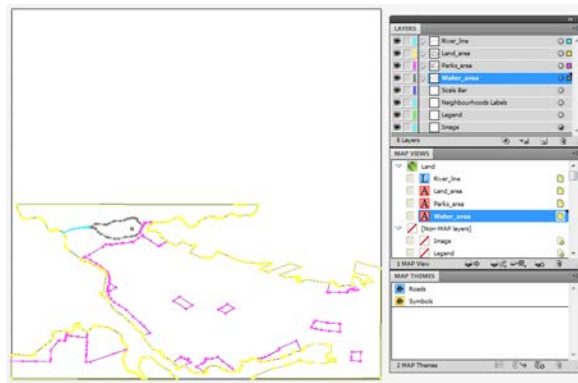 LAYERS
River_line
Land_area
Parks_area
Water_area
Scale Bar
Neighbourhoods Labels
Legend
Image
8 Layers
MAP VIEWS
Land
L River_line
A Land_area
A Parks_area
A Water_area
[Non-MAP layers]
Image
Legend
1 MAP View
MAP THEMES
Roads
Symbols
2 MAP Themes